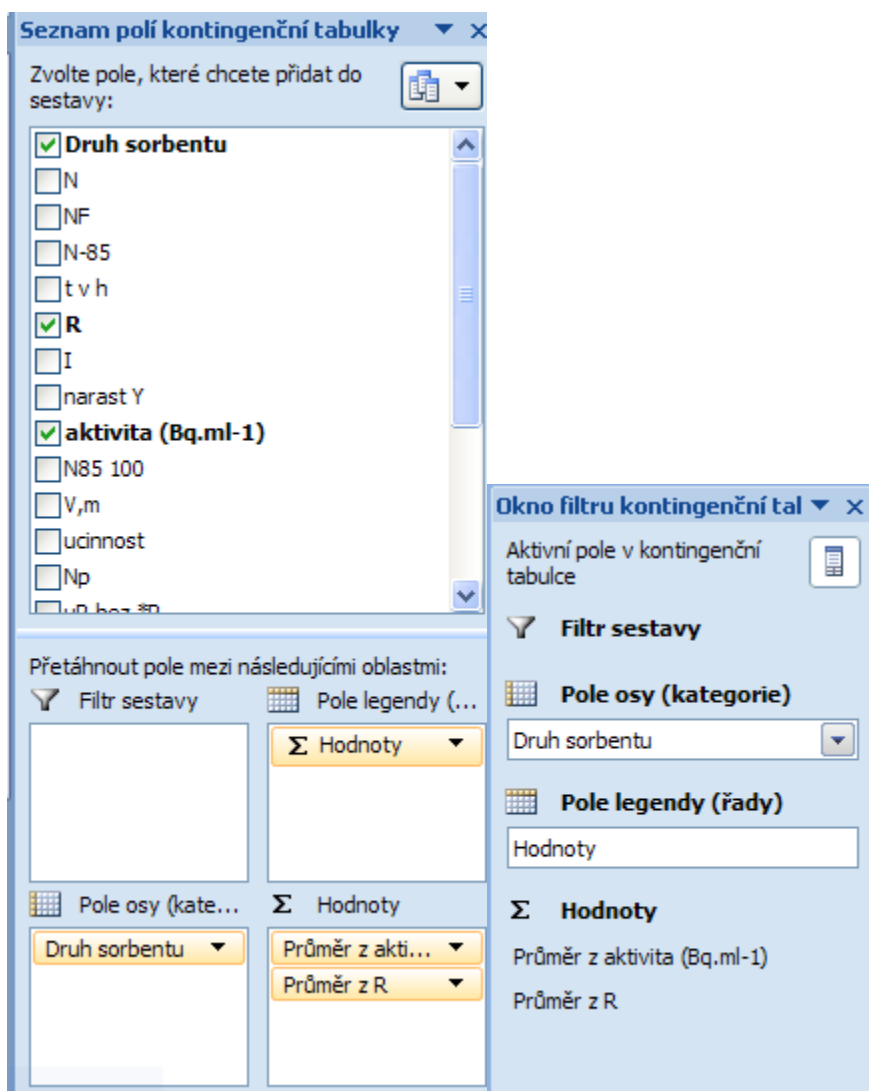 Seznam polí kontingenční tabulky
Zvolte pole, které chcete přidat do
sestavy:
Druh sorbentu
N
NF
N-85
t v h
R
I
narast Y
aktivita (Bq.ml-1)
N85 100
V,m
ucinnost
Np
Přetáhnout pole mezi následujícími oblastmi:
Filtr sestavy
Pole legendy (...
Σ Hodnoty
Pole osy (kate...
Σ Hodnoty
Druh sorbentu
Průměr z akti...
Průměr z R
Okno filtru kontingenční tal
Aktivní pole v kontingenční
tabulce
Filtr sestavy
Pole osy (kategorie)
Druh sorbentu
Pole legendy (řady)
Hodnoty
Σ Hodnoty
Průměr z aktivita (Bq.ml-1)
Průměr z R